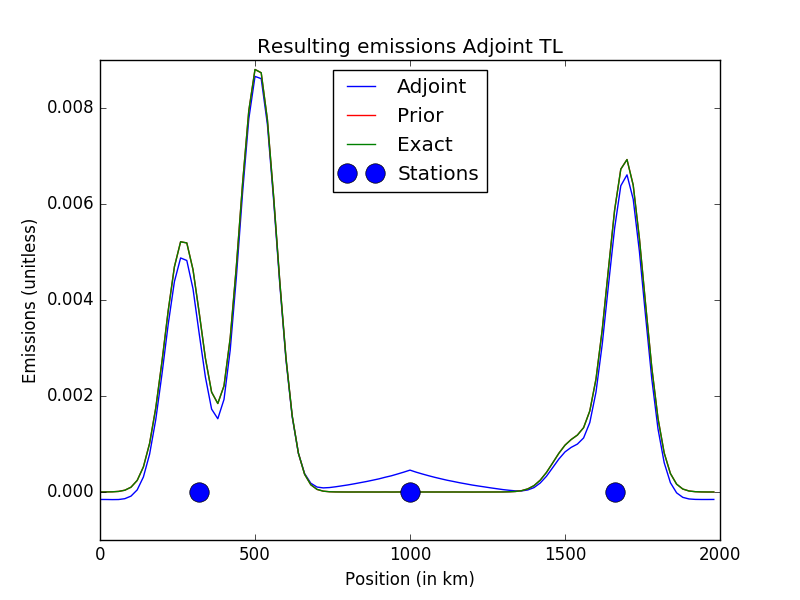 Resulting emissions Adjoint TL
Adjoint
Prior
Exact
Stations
0.008
0.006
0.004
0.002
0.000
Emissions (unitless)
0 500 1000 1500 2000
Position (in km)